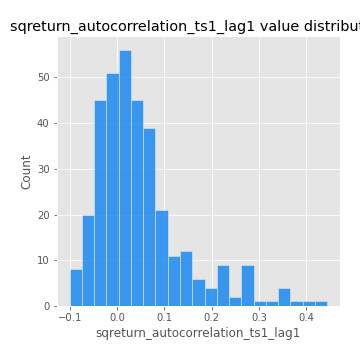 sqreturn_autocorrelation_ts1_lag1 value distribut
50
40
30
20
10
0
Count
−0.1 0.0 0.1 0.2 0.3 0.4
sqreturn_autocorrelation_ts1_lag1